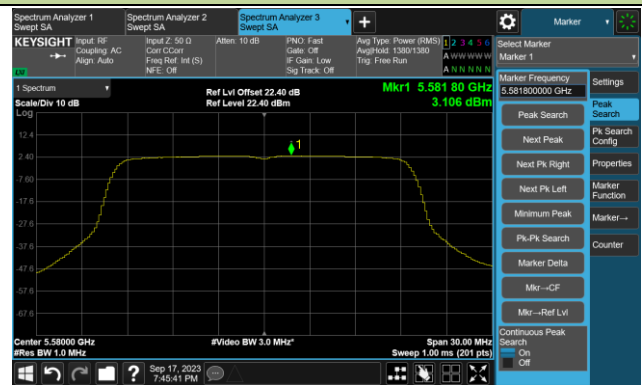 Spectrum Analyzer 1
Swept SA
Spectrum Analyzer 2
Swept SA
Spectrum Analyzer 3
Swept SA
Marker
KEYSIGHT
Input: RF
Coupling: AC
Align: Auto
Input Z: 50 Ω
Corr CCorr
Freq Ref: Int (S)
NFE: Off
Atten: 10 dB
PNO: Fast
Gate: Off
IF Gain: Low
Sig Track: Off
Avg Type: Power (RMS)
Avg|Hold: 1380/1380
Trig: Free Run
1 2 3 4 5 6
A W W W W W
A N N N N N
LW
Select Marker
Marker 1
1 Spectrum
Scale/Div 10 dB
Log
Ref Lvl Offset 22.40 dB
Ref Level 22.40 dBm
Mkr1 5.581 80 GHz
3.106 dBm
12.4
2.40
-7.60
-17.6
-27.6
-37.6
-47.6
-57.6
-67.6
1
Center 5.58000 GHz
#Res BW 1.0 MHz
#Video BW 3.0 MHz*
Span 30.00 MHz
Sweep 1.00 ms (201 pts)
Marker Frequency
5.581800000 GHz
Peak Search
Next Peak
Next Pk Right
Next Pk Left
Minimum Peak
Pk-Pk Search
Marker Delta
Mkr→CF
Mkr→Ref Lvl
Continuous Peak
Search
On
Off
Settings
Peak
Search
Pk Search
Config
Properties
Marker
Function
Marker→
Counter
Sep 17, 2023
7:45:41 PM